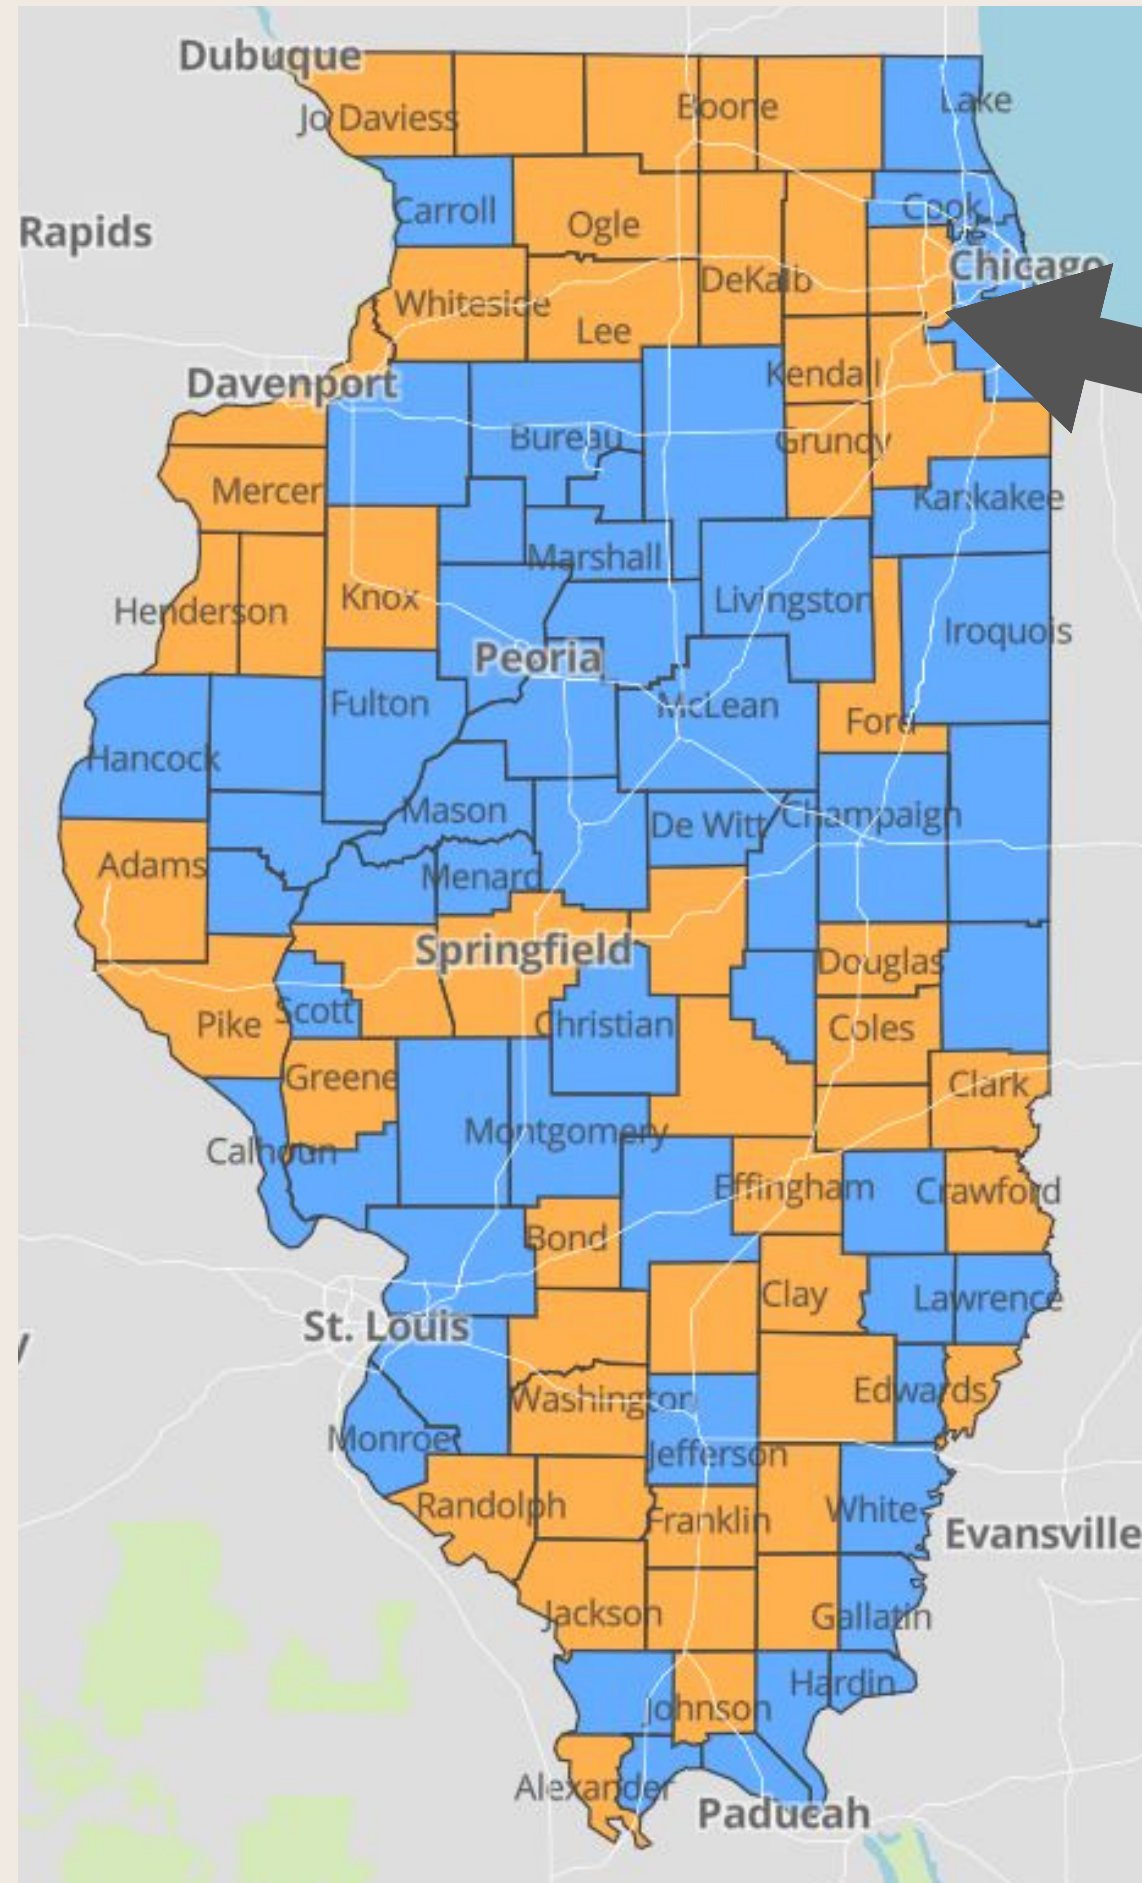 Dubuque
Jo Daviess
Boone
Lake
Carroll
Ogle
Cook
Rapids
Chicago
Whiteside
Lee
DeKalb
Davenport
Kendall
Bureau
Grundy
Mercer
Kankakee
Marshall
Henderson
Knox
Livingston
Iroquois
Peoria
Fulton
McLean
Ford
Hancock
Mason
De Witt
Champaign
Adams
Menard
Springfield
Douglas
Pike
Scott
Christian
Coles
Greene
Clark
Montgomery
Calhoun
Effingham
Crawford
Bond
Clay
Lawrence
St. Louis
y
Edwards
Washington
Monroe
Jefferson
Randolph
Franklin
White
Evansville
Jackson
Gallatin
Hardin
Johnson
Alexander
Paducah